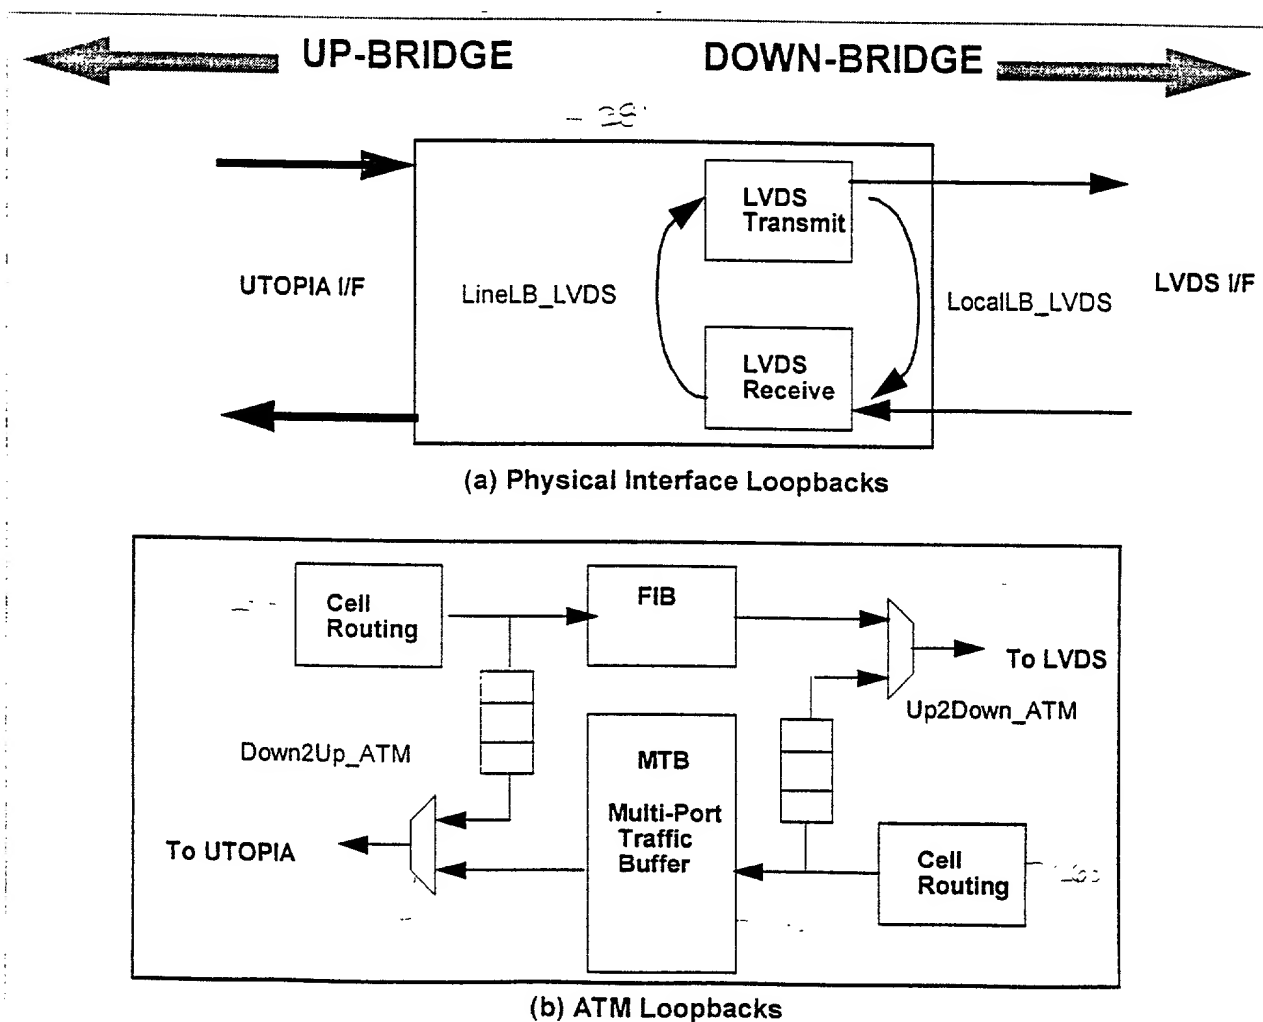 UP-BRIDGE
DOWN-BRIDGE
28
LVDS
Transmit
UTOPIA I/F
LineLB_LVDS
LocalLB_LVDS
LVDS I/F
LVDS
Receive
(a) Physical Interface Loopbacks
Cell
Routing
FIB
To LVDS
Up2Down_ATM
Down2Up_ATM
MTB
Multi-Port
Traffic
Buffer
To UTOPIA
Cell
Routing
(b) ATM Loopbacks